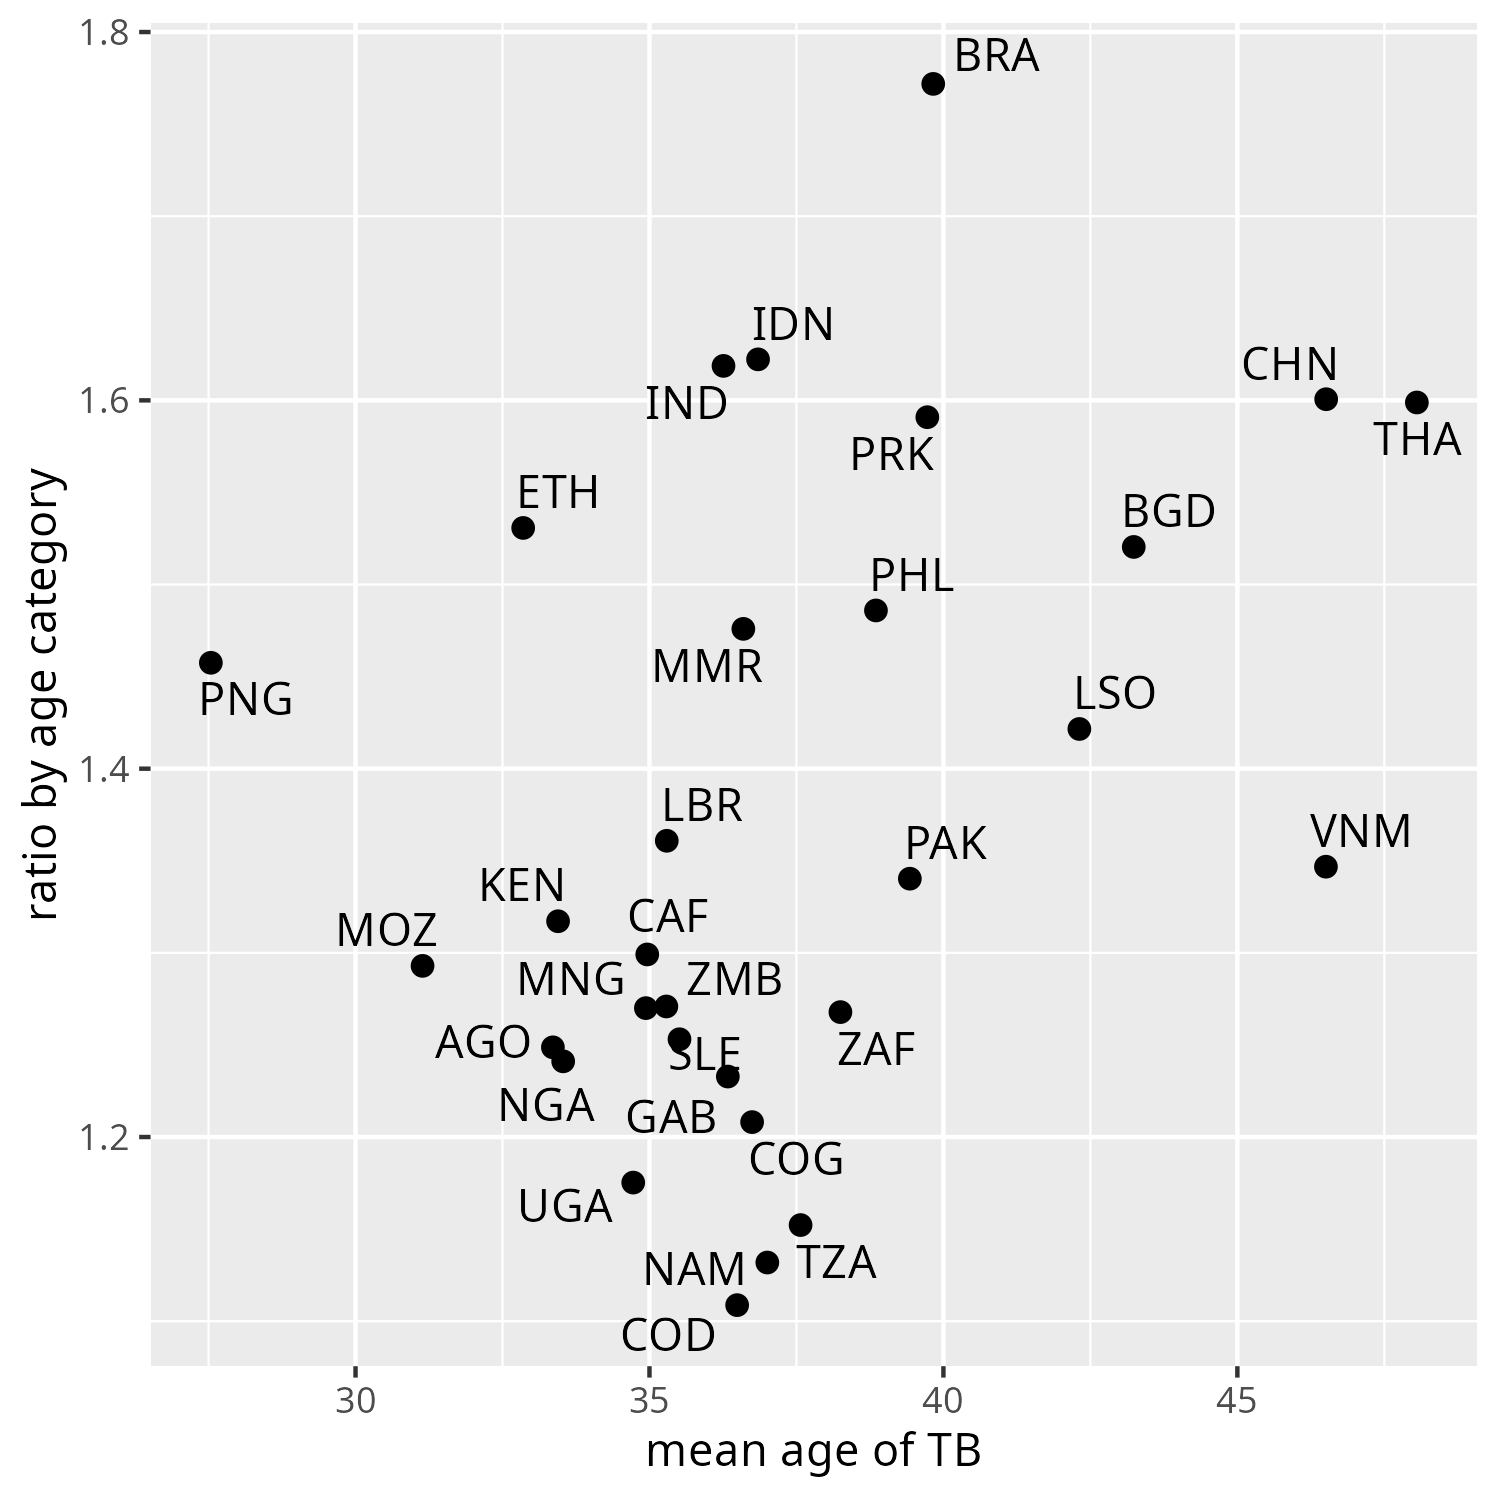 1.8
BRA
IDN
IND
CHN
1.6
THA
PRK
ETH
BGD
PHL
MMR
PNG
LSO
1.4
LBR
VNM
PAK
KEN
CAF
MOZ
MNG
ZMB
AGO
SLE
ZAF
NGA
GAB
1.2
COG
UGA
NAM
TZA
COD
30
35
40
45
mean age of TB
ratio by age category